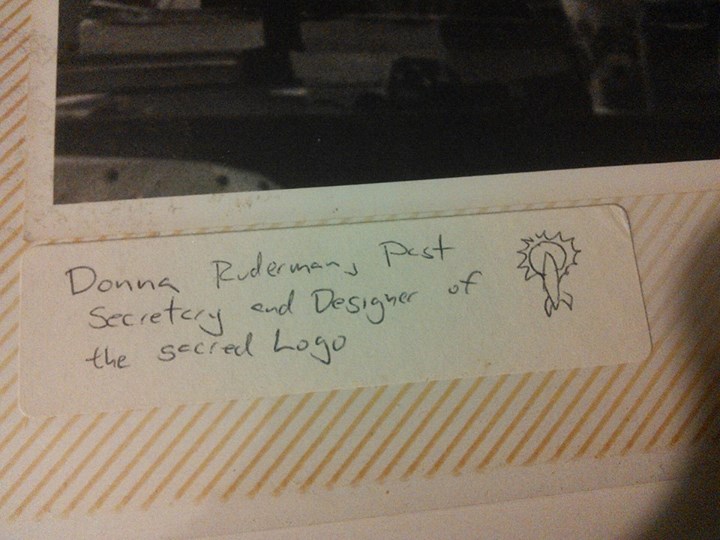 Donna Ruderman, Past
Secretary and Designer of
the sacred Logo